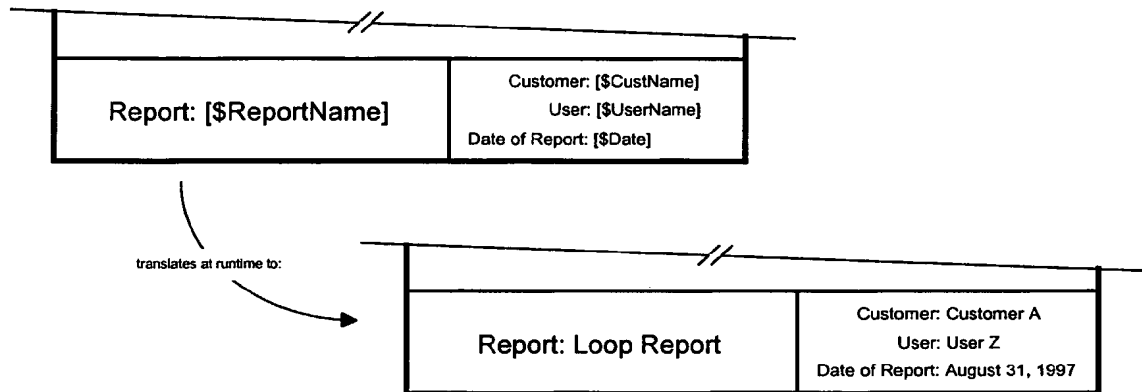 Report: [$ReportName]
Customer: [$CustName]
User: [$UserName]
Date of Report: [$Date]
translates at runtime to:
Report: Loop Report
Customer: Customer A
User: User Z
Date of Report: August 31, 1997